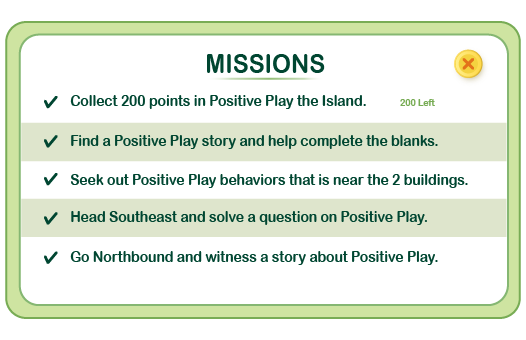 MISSIONS
Collect 200 points in Positive Play the Island. 200 Left
Find a Positive Play story and help complete the blanks.
Seek out Positive Play behaviors that is near the 2 buildings.
Head Southeast and solve a question on Positive Play.
Go Northbound and witness a story about Positive Play.